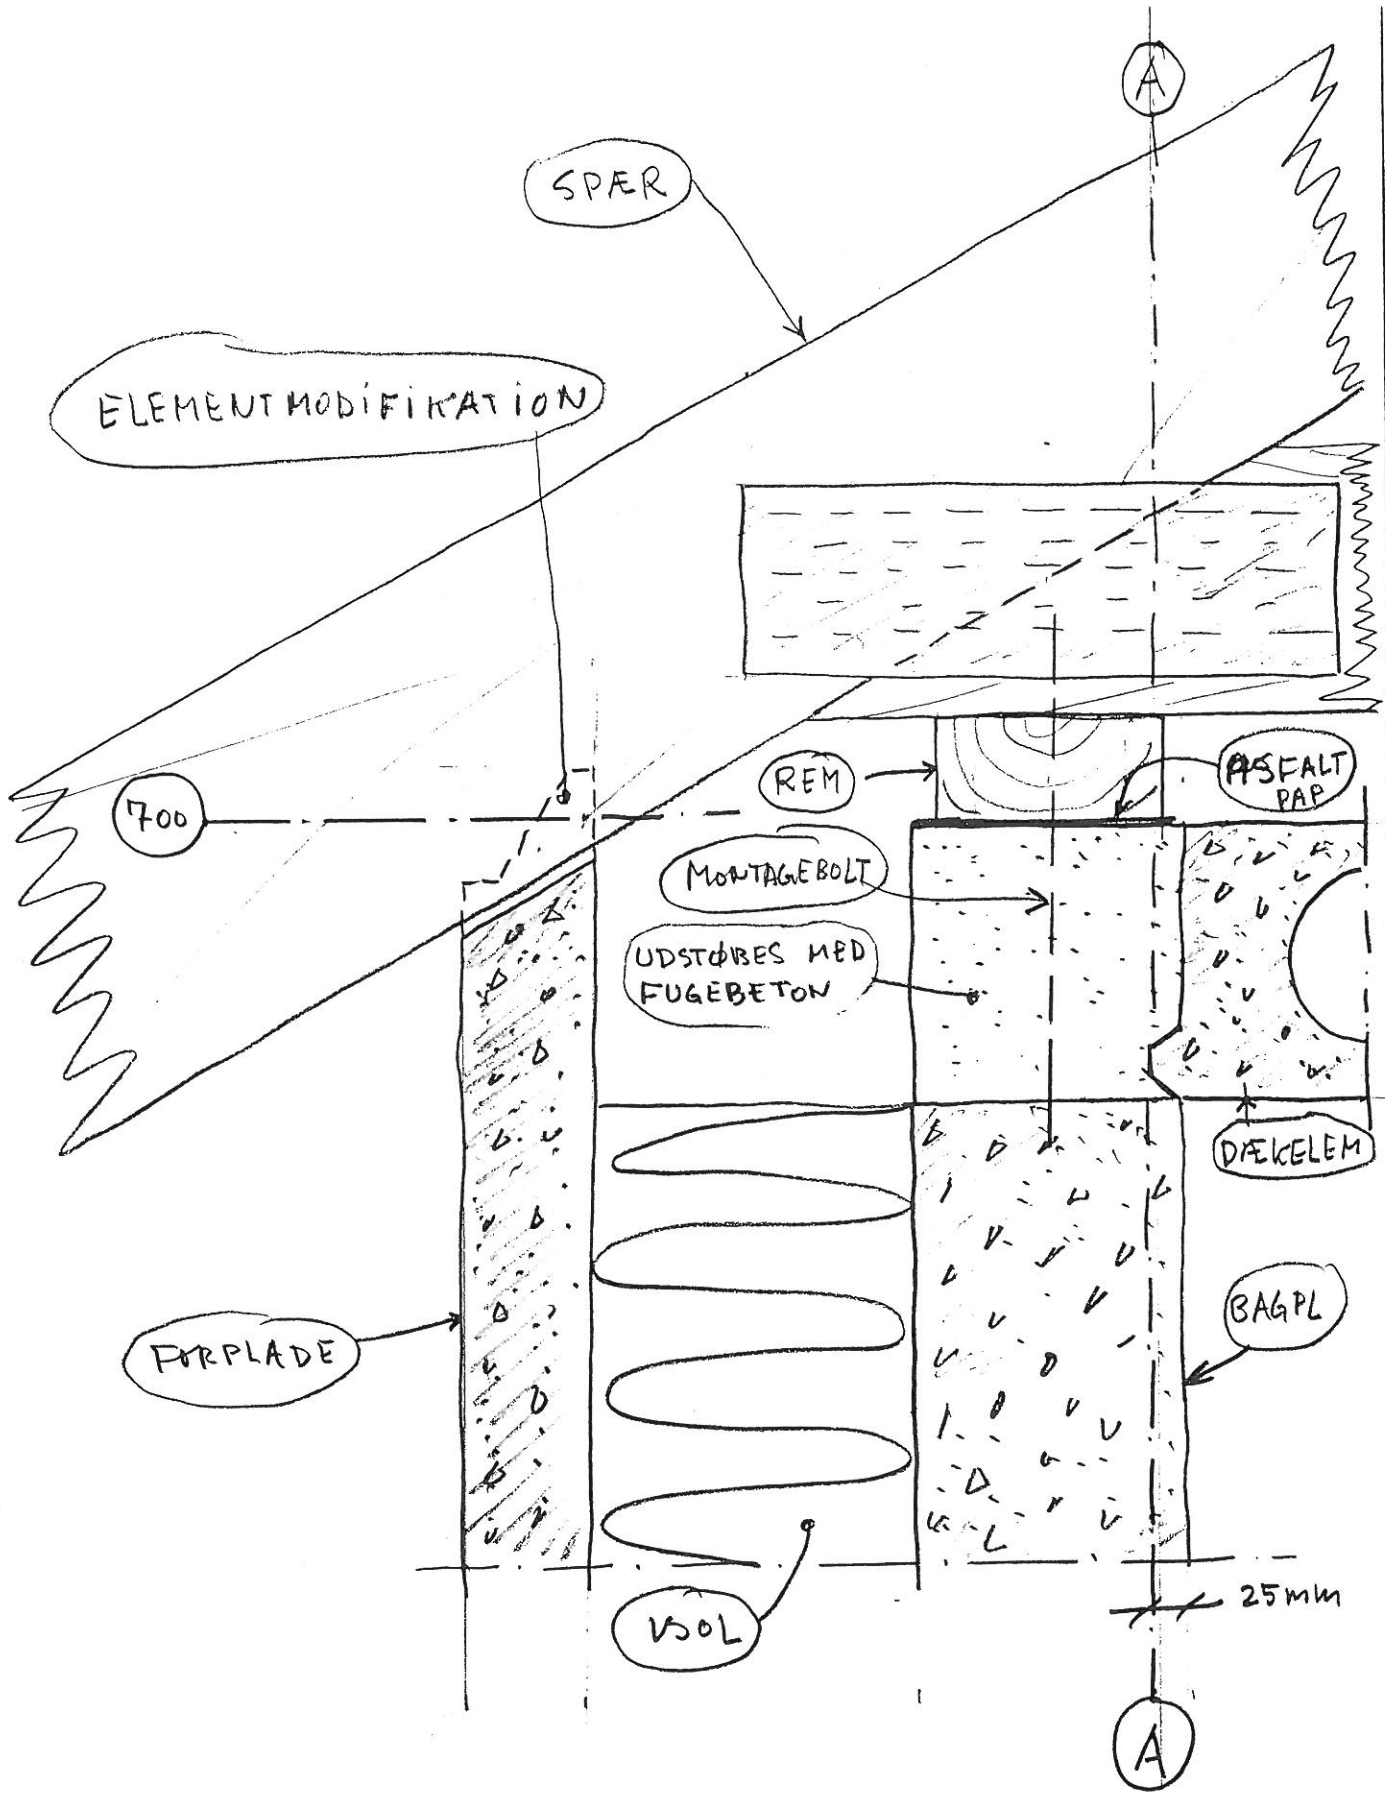 A
SPÆR
ELEMENTMODIFIKATION
REM
ASFALT
PAP
700
MONTAGEBOLT
UDSTØBES MED
FUGEBETON
DÆKELEM
BAGPL
FORPLADE
25mm
ISOL
A